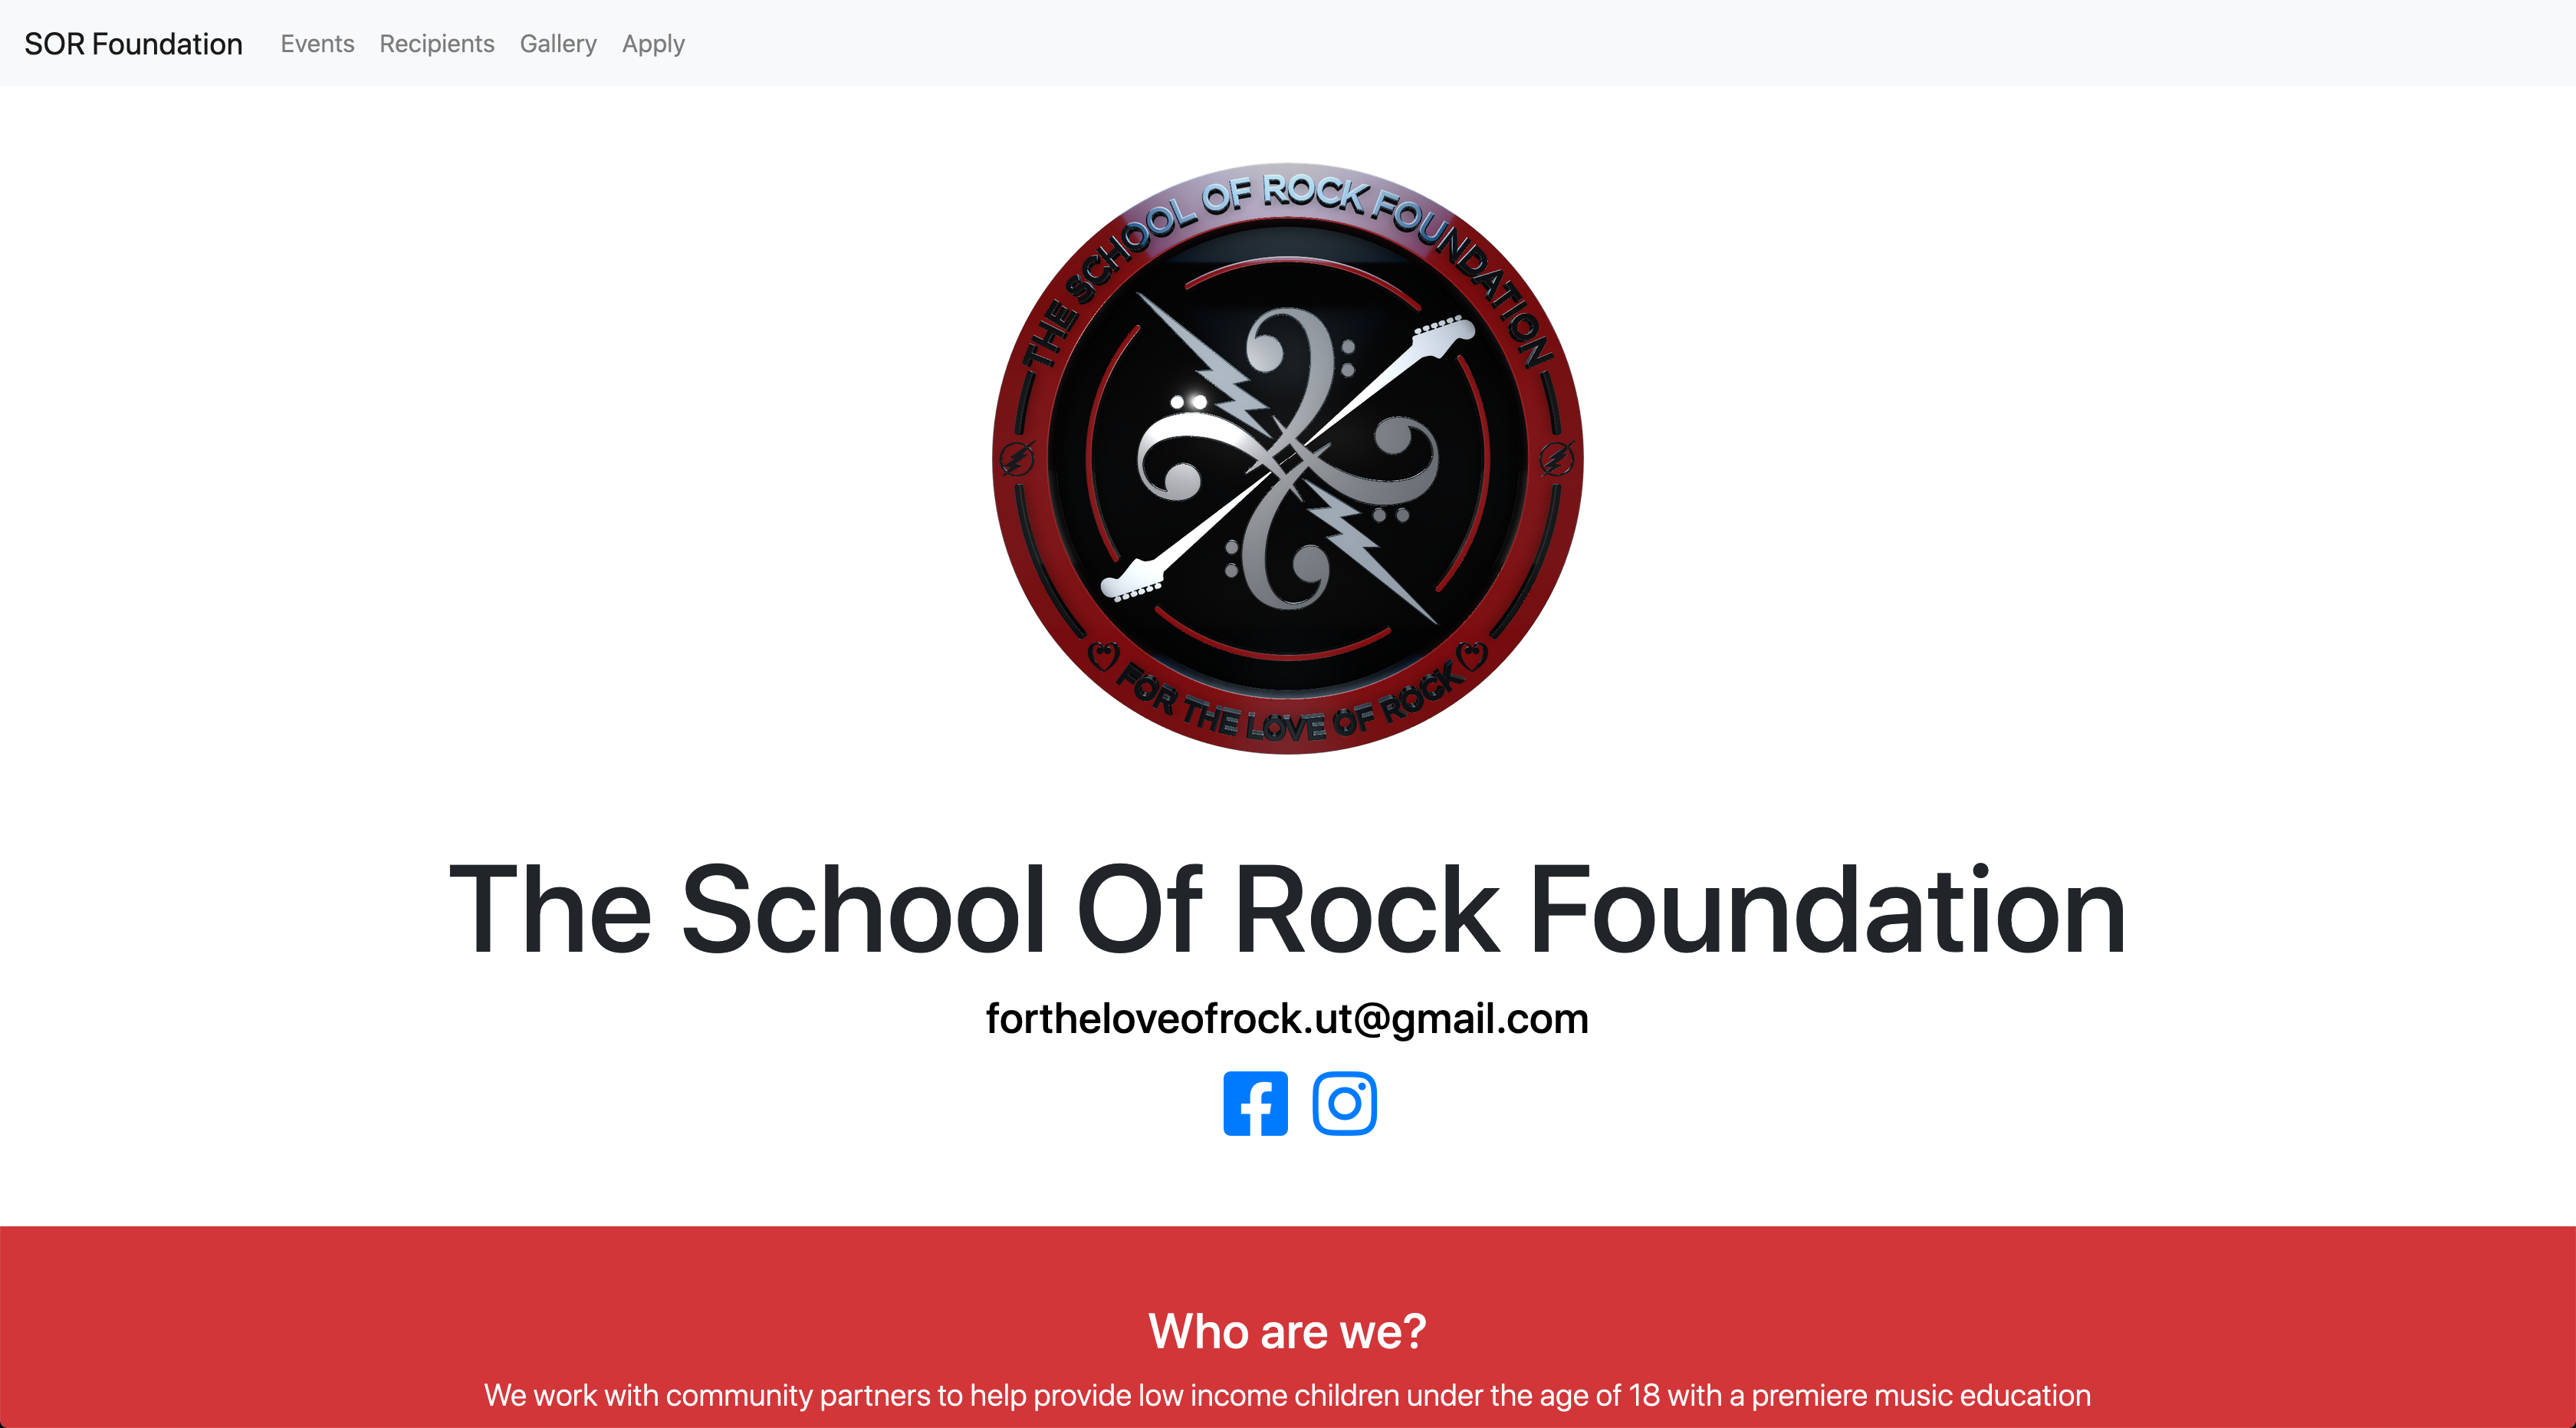 SOR Foundation Events Recipients Gallery Apply
THE SCHOOL OF ROCK FOUNDATION
FOR THE LOVE OF ROCK
The School Of Rock Foundation
fortheloveofrock.ut@gmail.com
Who are we?
We work with community partners to help provide low income children under the age of 18 with a premiere music education